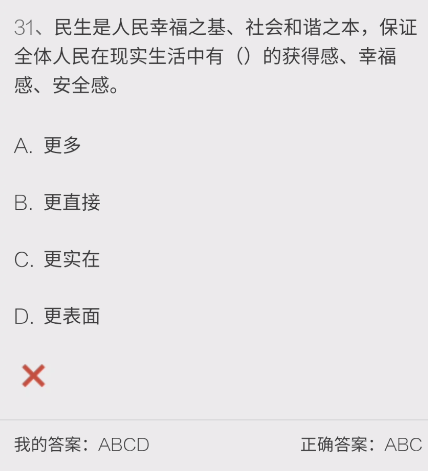 31、民生是人民幸福之基、社会和谐之本，保证
全体人民在现实生活中有（）的获得感、幸福
感、安全感。
A. 更多
B. 更直接
C. 更实在
D. 更表面
我的答案：ABCD 正确答案：ABC